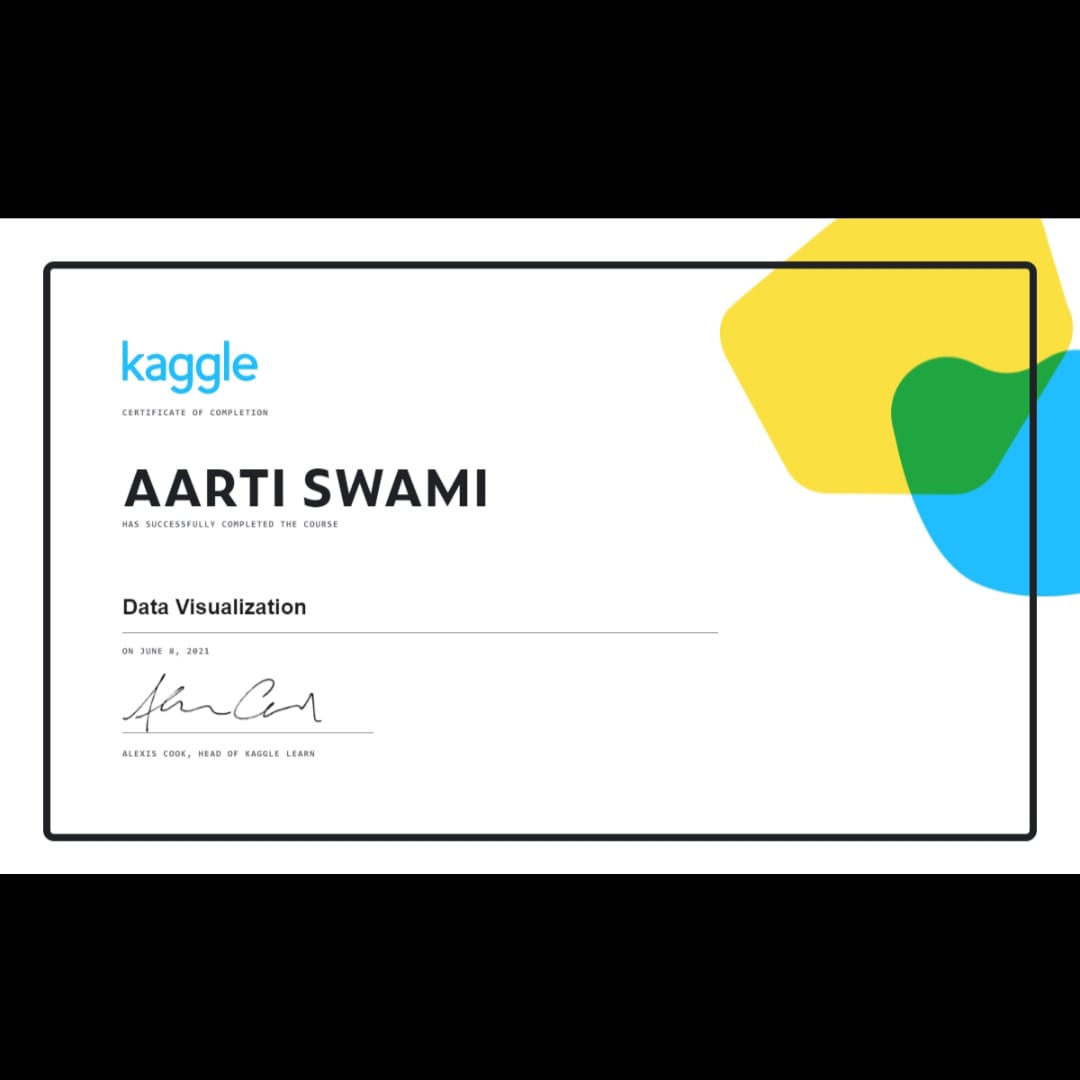 kaggle
CERTIFICATE OF COMPLETION
AARTI SWAMI
HAS SUCCESSFULLY COMPLETED THE COURSE
Data Visualization
ON JUNE 8, 2021
ALEXIS COOK, HEAD OF KAGGLE LEARN